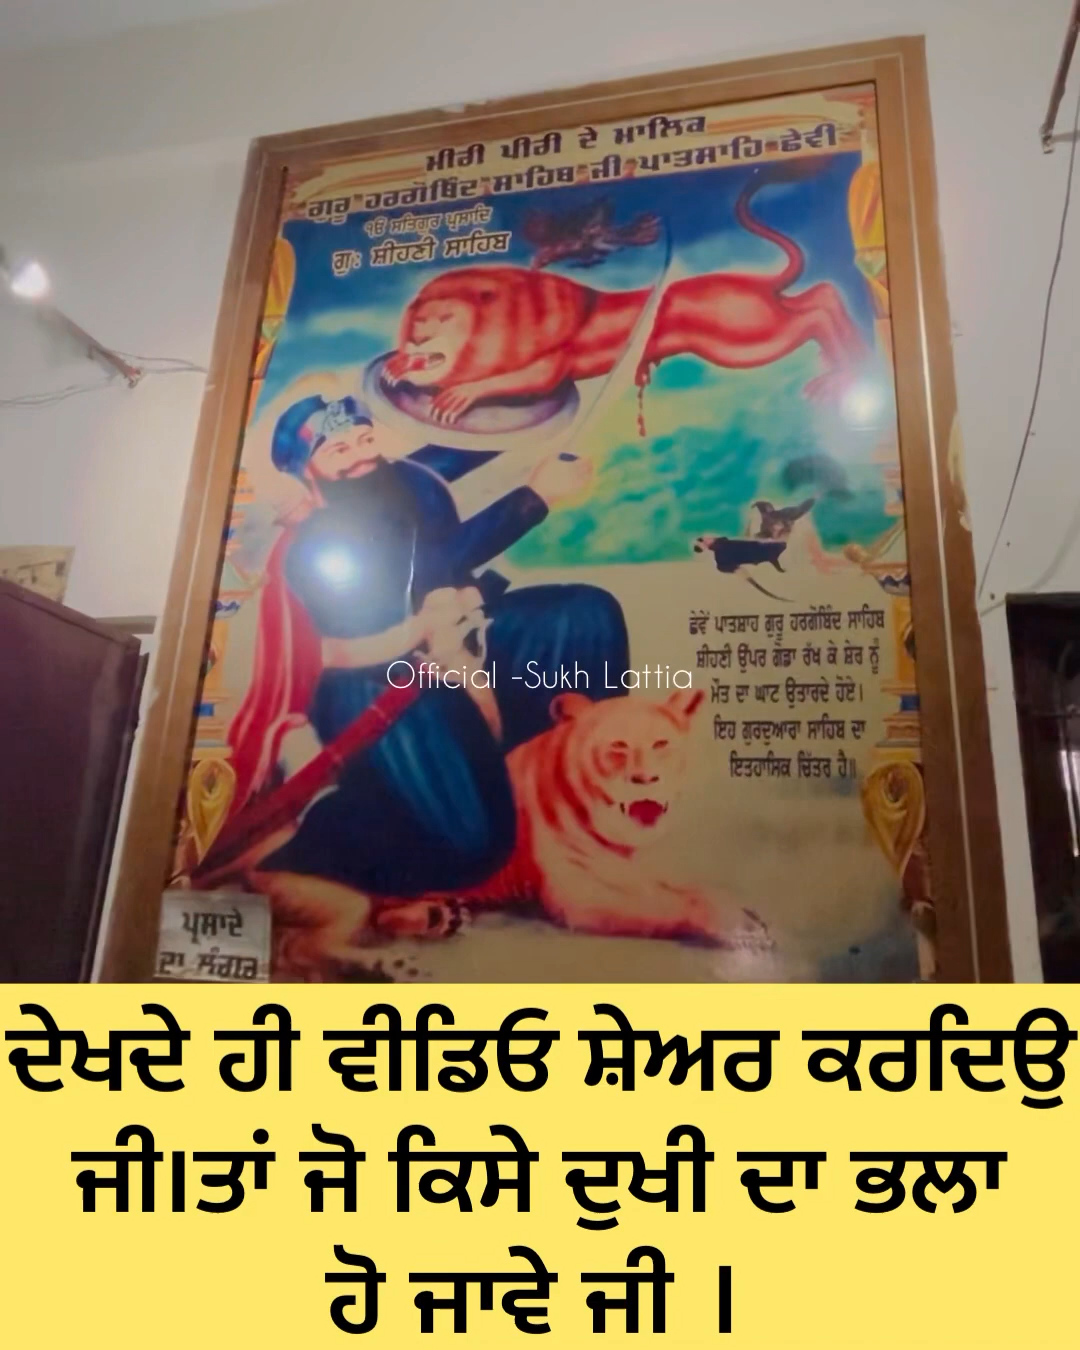 ਮੀਰੀ ਪੀਰੀ ਦੇ ਮਾਲਿਕ
ਗੁਰੂ ਹਰਗੋਬਿੰਦ ਸਾਹਿਬ ਜੀ ਪਾਤਸਾਹਿ ਛੇਵੀ
ੴ ਸਤਿਗੁਰ ਪ੍ਰਸਾਦਿ
ਗੁ: ਸ਼ੀਹਣੀ ਸਾਹਿਬ
ਛੇਵੇਂ ਪਾਤਸ਼ਾਹ ਗੁਰੂ ਹਰਗੋਬਿੰਦ ਸਾਹਿਬ
ਸ਼ੀਹਣੀ ਉੱਪਰ ਗੋਡਾ ਰੱਖ ਕੇ ਸ਼ੇਰ ਨੂੰ
Official -Sukh Lattia
ਮੌਤ ਦਾ ਘਾਟ ਉਤਾਰਦੇ ਹੋਏ।
ਇਹ ਗੁਰਦੁਆਰਾ ਸਾਹਿਬ ਦਾ
ਇਤਹਾਸਿਕ ਚਿੱਤਰ ਹੈ॥
ਪ੍ਰਸਾਦੇ
ਦਾ ਲੰਗਰ
ਦੇਖਦੇ ਹੀ ਵੀਡਿਓ ਸ਼ੇਅਰ ਕਰਦਿਉ
ਜੀ।ਤਾਂ ਜੋ ਕਿਸੇ ਦੁਖੀ ਦਾ ਭਲਾ
ਹੋ ਜਾਵੇ ਜੀ ।